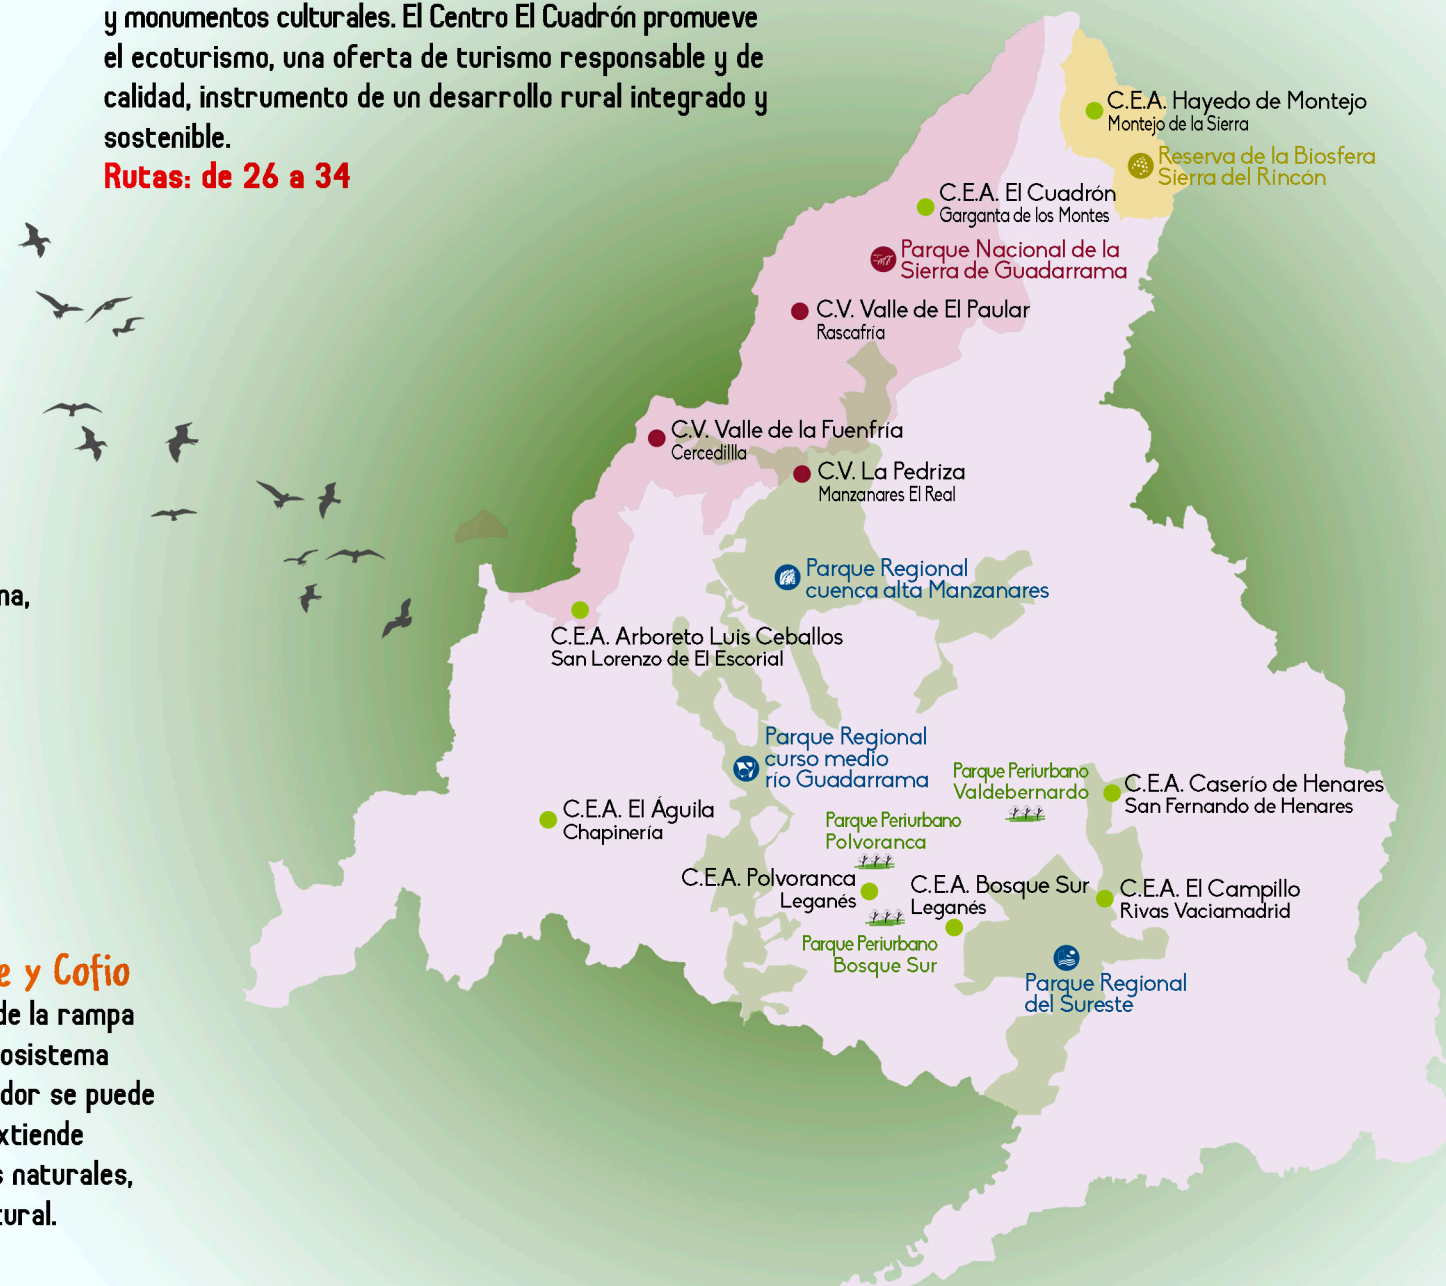 y monumentos culturales. El Centro El Cuadrón promueve
el ecoturismo, una oferta de turismo responsable y de
calidad, instrumento de un desarrollo rural integrado y
sostenible.
Rutas: de 26 a 34
C.E.A. Hayedo de Montejo
Montejo de la Sierra
Reserva de la Biosfera
Sierra del Rincón
C.E.A. El Cuadrón
Garganta de los Montes
Parque Nacional de la
Sierra de Guadarrama
C.V. Valle de El Paular
Rascafría
C.V. Valle de la Fuenfría
Cercedillla
C.V. La Pedriza
Manzanares El Real
Parque Regional
cuenca alta Manzanares
na,
C.E.A. Arboreto Luis Ceballos
San Lorenzo de El Escorial
Parque Regional
curso medio
río Guadarrama
Parque Periurbano
Valdebernardo
C.E.A. Caserío de Henares
San Fernando de Henares
C.E.A. El Águila
Chapinería
Parque Periurbano
Polvoranca
C.E.A. Polvoranca
Leganés
C.E.A. Bosque Sur
Leganés
C.E.A. El Campillo
Rivas Vaciamadrid
Parque Periurbano
Bosque Sur
Parque Regional
del Sureste
e y Cofio
de la rampa
osistema
dor se puede
xtiende
s naturales,
tural.